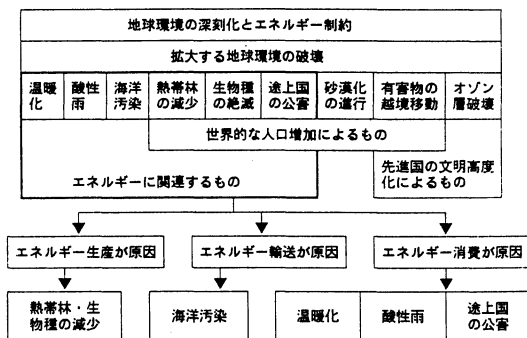 地球環境の深刻化とエネルギー制約
拡大する地球環境の破壊
温暖
化
酸性
雨
海洋
汚染
熱帯林
の減少
生物種
の絶滅
途上国
の公害
砂漠化
の進行
有害物の
越境移動
オゾン
層破壊
世界的な人口増加によるもの
先進国の文明高度
化によるもの
エネルギーに関連するもの
エネルギー生産が原因
エネルギー輸送が原因
エネルギー消費が原因
熱帯林・生
物種の減少
海洋汚染
温暖化
酸性雨
途上国
の公害